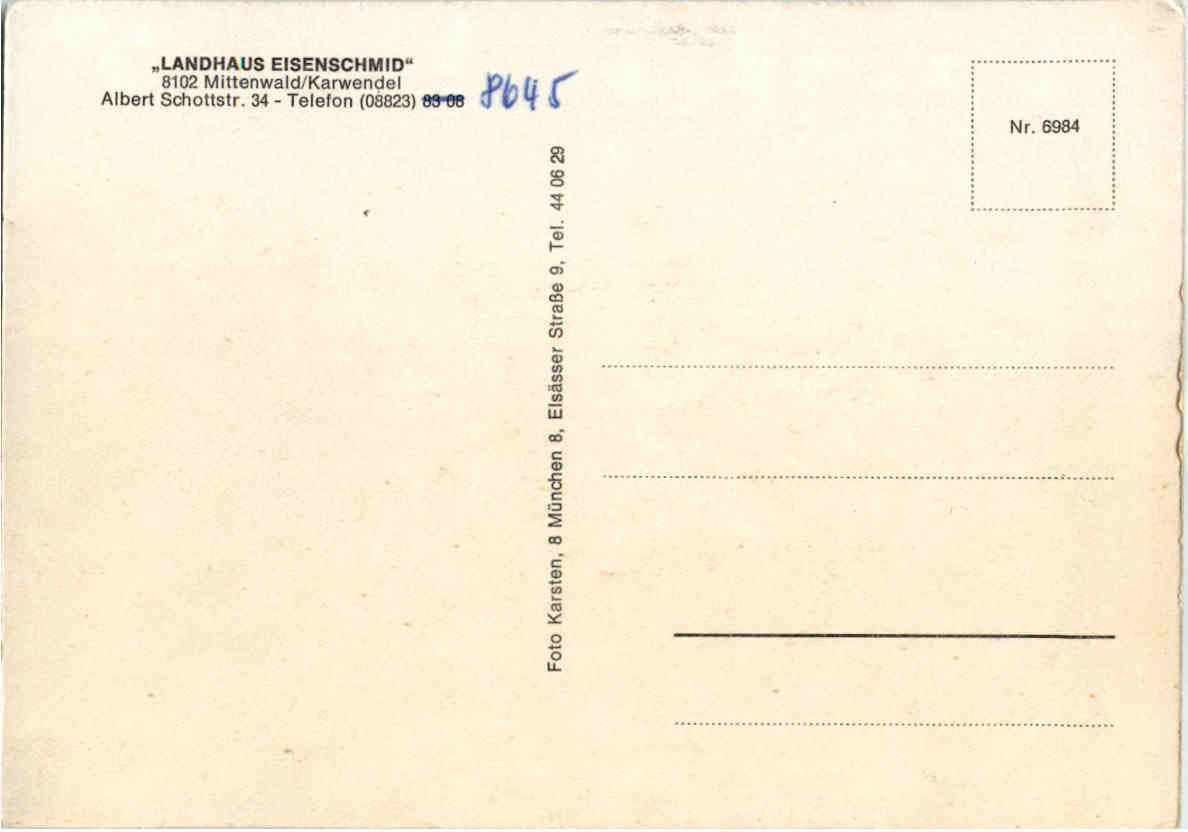 „LANDHAUS EISENSCHMID“
8102 Mittenwald/Karwendel
Albert Schottstr. 34 - Telefon (08823) 83-08 8645
Nr. 6984
Foto Karsten, 8 München 8, Elsässer Straße 9, Tel. 44 06 29